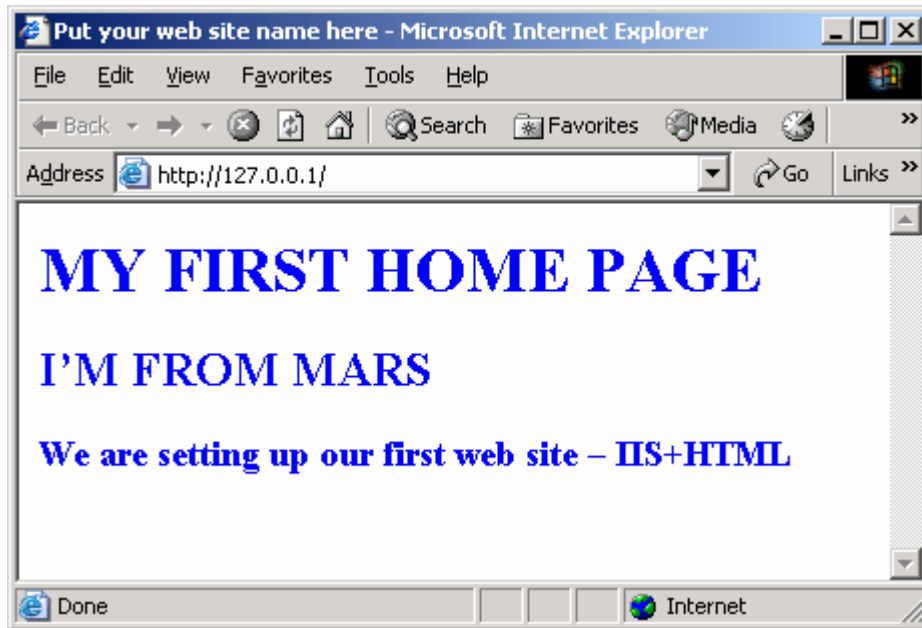 Put your web site name here - Microsoft Internet Explorer
File Edit View Favorites Tools Help
Back Search Favorites Media »
Address http://127.0.0.1/ Go Links »
MY FIRST HOME PAGE
I’M FROM MARS
We are setting up our first web site – IIS+HTML
Done Internet